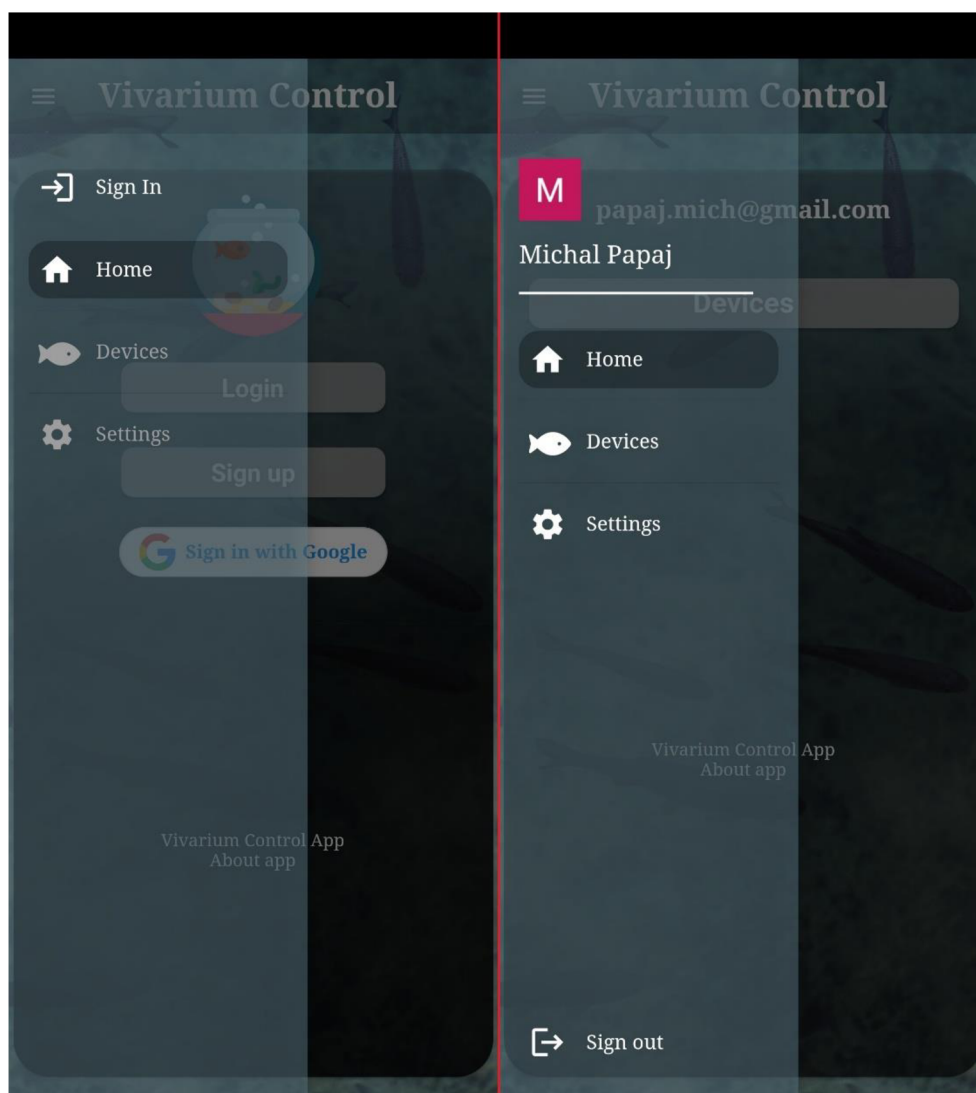 Vivarium Control
Sign In
Home
Devices
Login
Settings
Sign up
Sign in with Google
Vivarium Control App
About app
Vivarium Control
M
papaj.mich@gmail.com
Michal Papaj
Devices
Home
Devices
Settings
Vivarium Control App
About app
Sign out